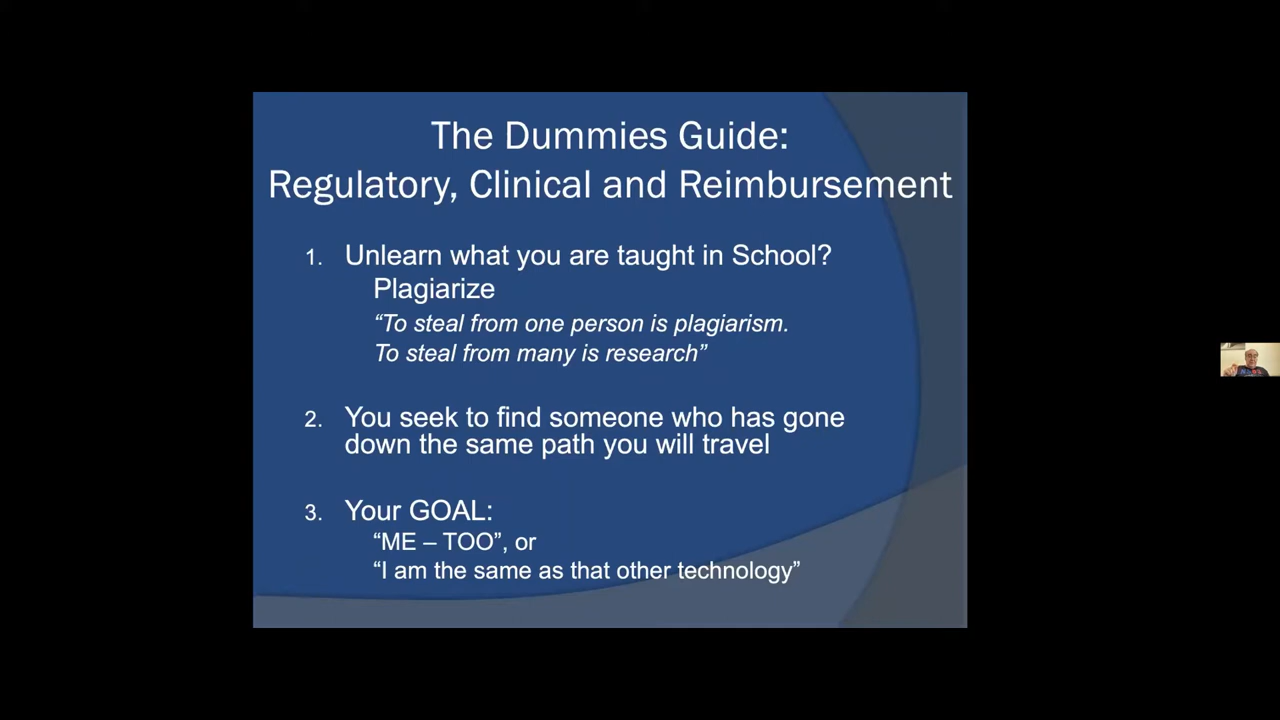 The Dummies Guide:
Regulatory, Clinical and Reimbursement
1. Unlearn what you are taught in School?
Plagiarize
“To steal from one person is plagiarism.
To steal from many is research”
2. You seek to find someone who has gone
down the same path you will travel
3. Your GOAL:
“ME – TOO”, or
“I am the same as that other technology”